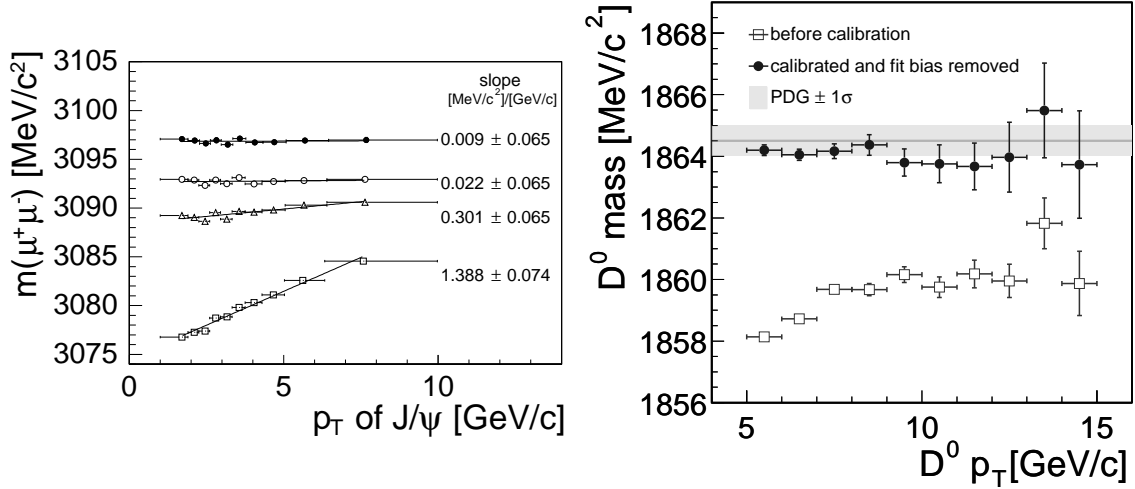 3105
3100
3095
3090
3085
3080
3075
m(μ⁺μ⁻) [MeV/c²]
slope
[MeV/c²]/[GeV/c]
0.009 ± 0.065
0.022 ± 0.065
0.301 ± 0.065
1.388 ± 0.074
0 5 10
p_T of J/ψ [GeV/c]
1868
1866
1864
1862
1860
1858
1856
D⁰ mass [MeV/c²]
before calibration
calibrated and fit bias removed
PDG ± 1σ
5 10 15
D⁰ p_T[GeV/c]